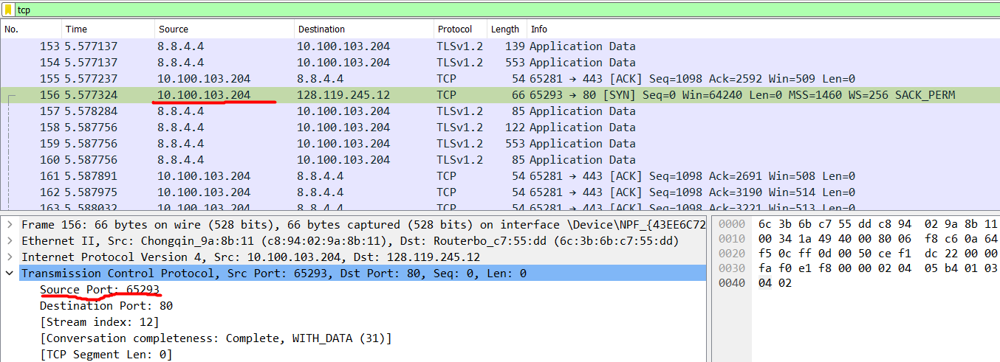 tcp
No. Time Source Destination Protocol Length Info
153 5.577137 8.8.4.4 10.100.103.204 TLSv1.2 139 Application Data
154 5.577137 8.8.4.4 10.100.103.204 TLSv1.2 553 Application Data
155 5.577237 10.100.103.204 8.8.4.4 TCP 54 65281 → 443 [ACK] Seq=1098 Ack=2592 Win=509 Len=0
156 5.577324 10.100.103.204 128.119.245.12 TCP 66 65293 → 80 [SYN] Seq=0 Win=64240 Len=0 MSS=1460 WS=256 SACK_PERM
157 5.578284 8.8.4.4 10.100.103.204 TLSv1.2 85 Application Data
158 5.587756 8.8.4.4 10.100.103.204 TLSv1.2 122 Application Data
159 5.587756 8.8.4.4 10.100.103.204 TLSv1.2 553 Application Data
160 5.587756 8.8.4.4 10.100.103.204 TLSv1.2 85 Application Data
161 5.587891 10.100.103.204 8.8.4.4 TCP 54 65281 → 443 [ACK] Seq=1098 Ack=2691 Win=508 Len=0
162 5.587975 10.100.103.204 8.8.4.4 TCP 54 65281 → 443 [ACK] Seq=1098 Ack=3190 Win=514 Len=0
163 5.588032 10.100.103.204 8.8.4.4 TCP 54 65281 → 443 [ACK] Seq=1098 Ack=3221 Win=513 Len=0
Frame 156: 66 bytes on wire (528 bits), 66 bytes captured (528 bits) on interface \Device\NPF_{43EE6C72
Ethernet II, Src: Chongqin_9a:8b:11 (c8:94:02:9a:8b:11), Dst: Routerbo_c7:55:dd (6c:3b:6b:c7:55:dd)
Internet Protocol Version 4, Src: 10.100.103.204, Dst: 128.119.245.12
Transmission Control Protocol, Src Port: 65293, Dst Port: 80, Seq: 0, Len: 0
Source Port: 65293
Destination Port: 80
[Stream index: 12]
[Conversation completeness: Complete, WITH_DATA (31)]
[TCP Segment Len: 0]
0000 6c 3b 6b c7 55 dd c8 94 02 9a 8b 11
0010 00 34 1a 49 40 00 80 06 f8 c6 0a 64
0020 f5 0c ff 0d 00 50 ce f1 dc 22 00 00
0030 fa f0 e1 f8 00 00 02 04 05 b4 01 03
0040 04 02